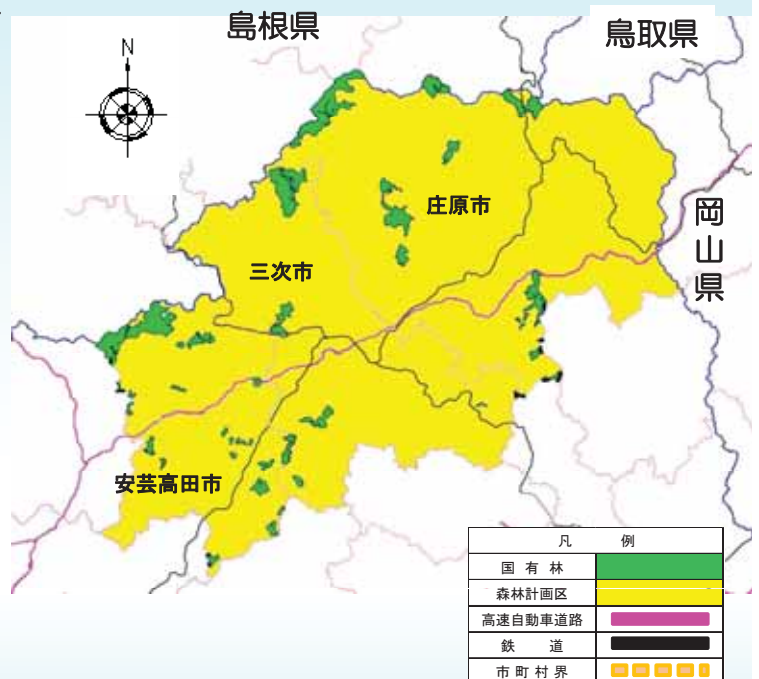 島根県
鳥取県
N
庄原市
岡山県
三次市
安芸高田市
凡 例
国有林
森林計画区
高速自動車道路
鉄 道
市町村界